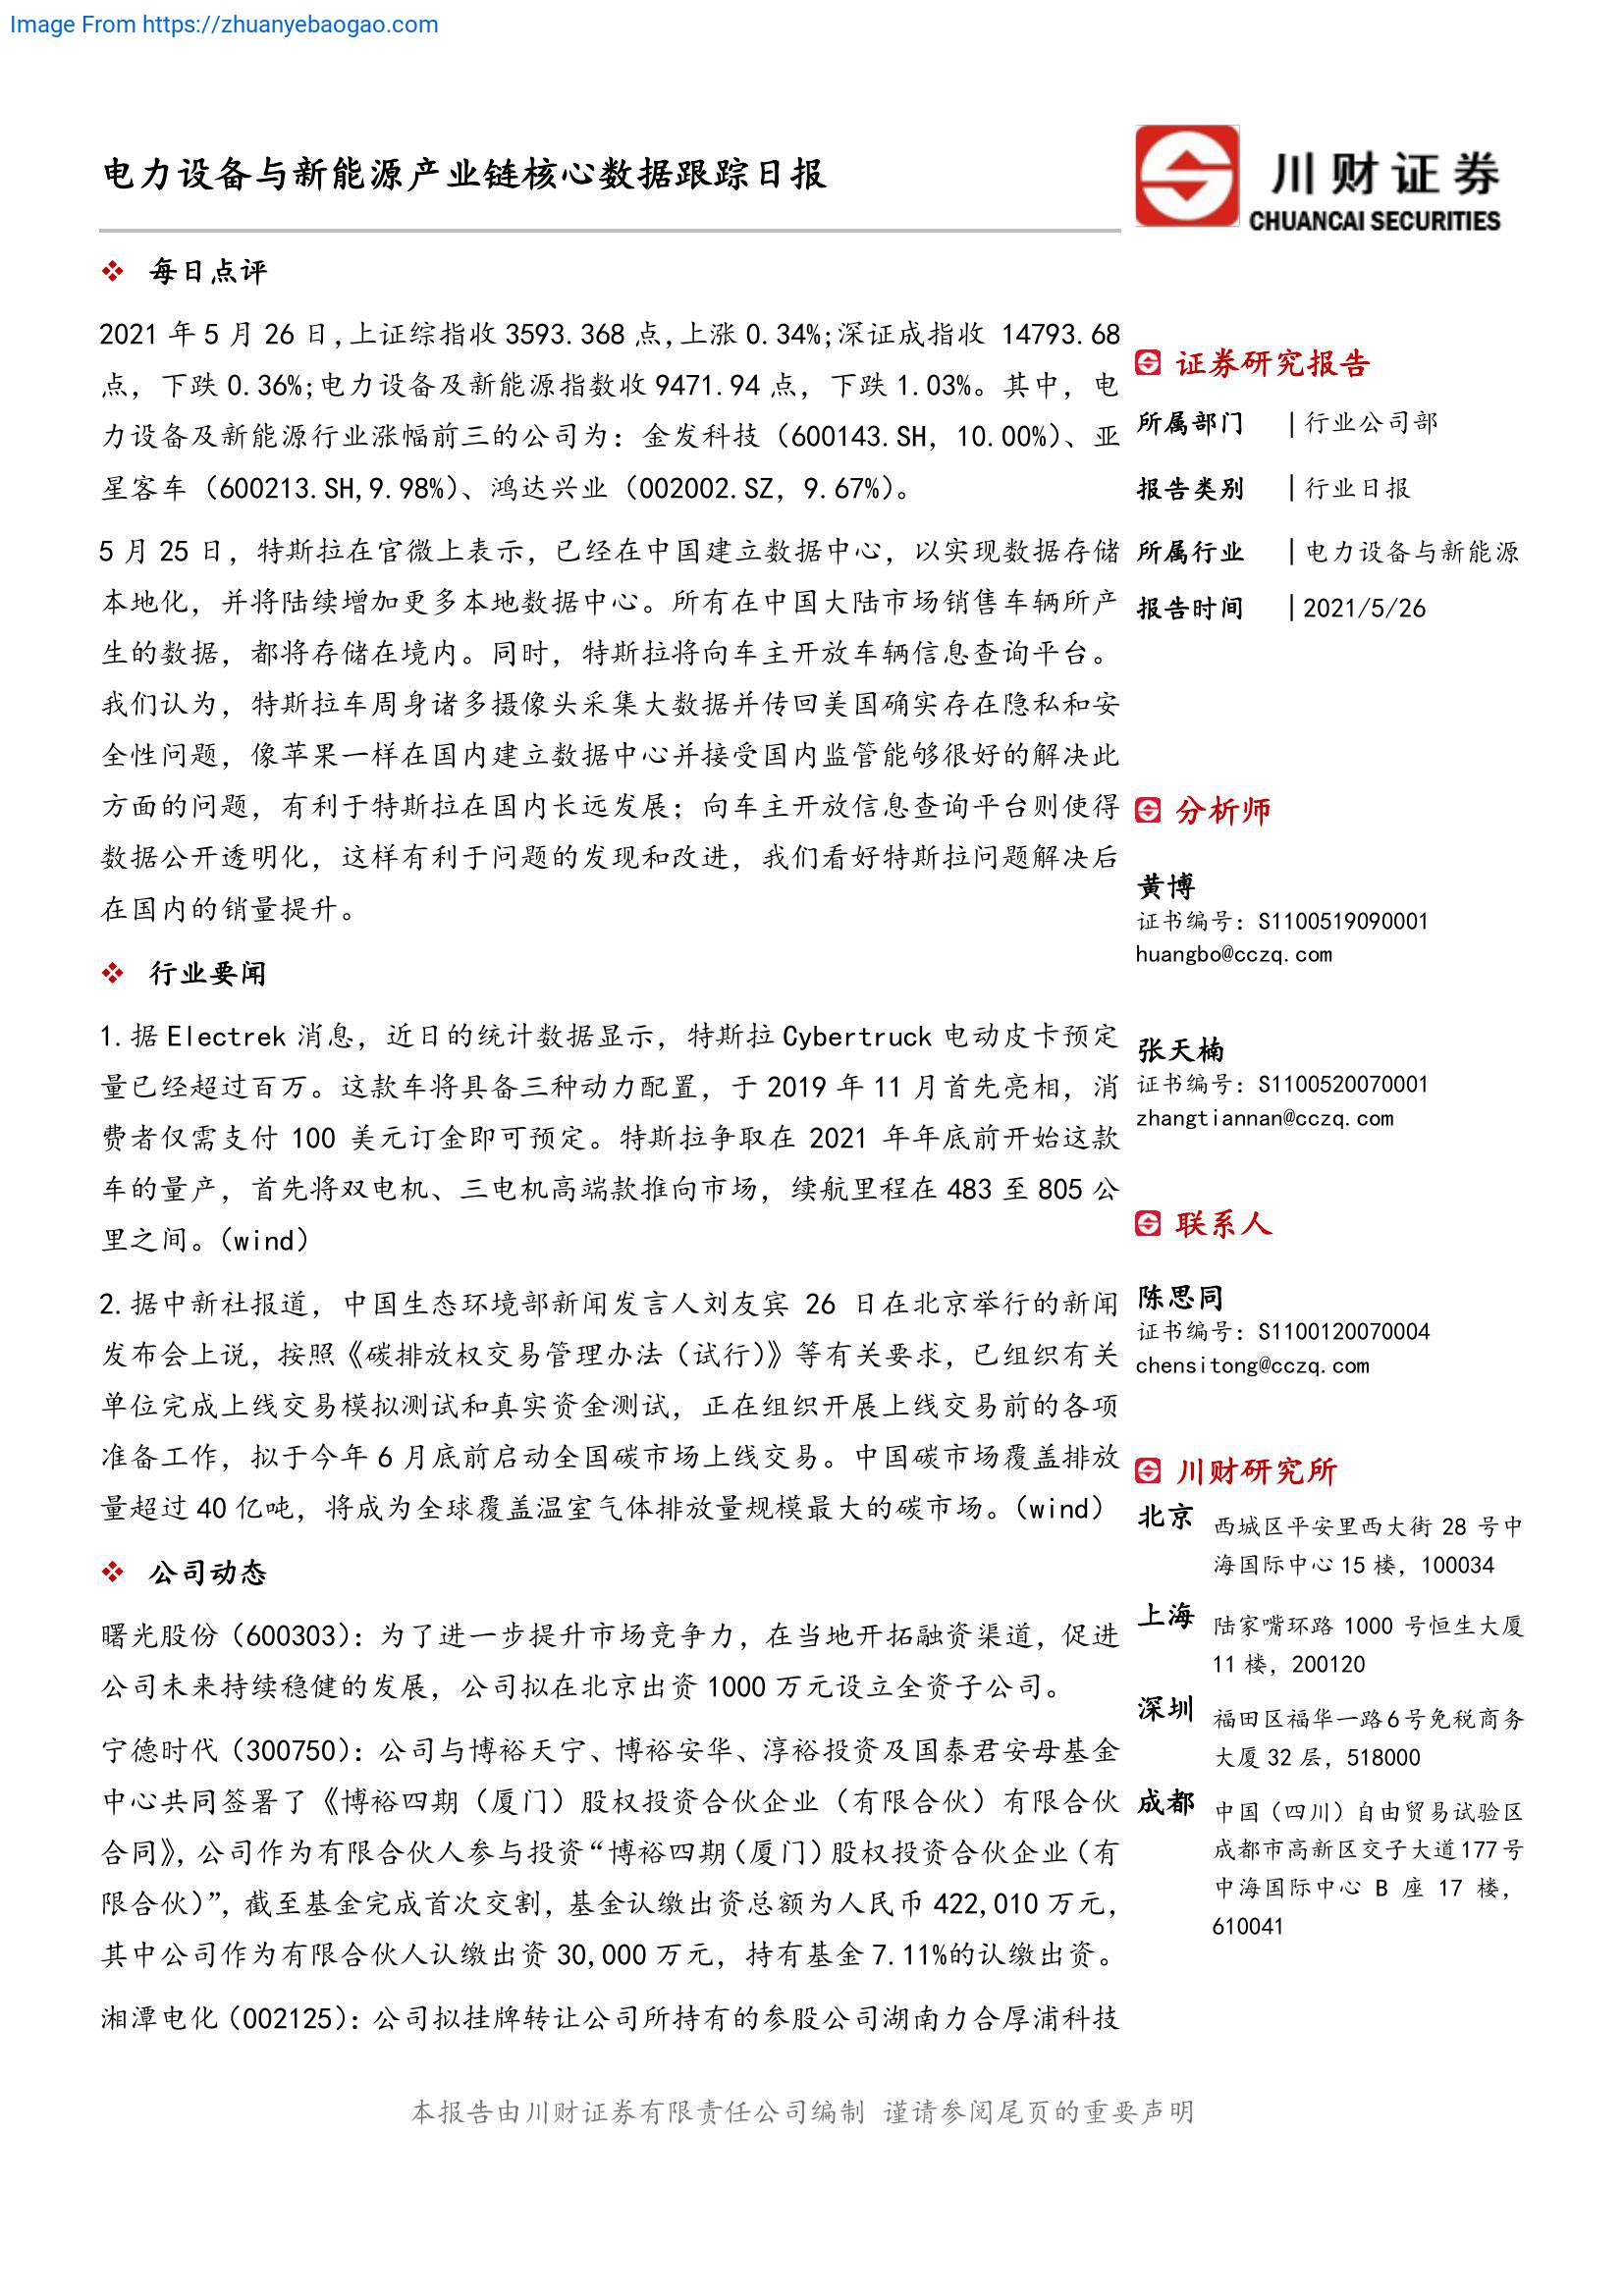 Image From https://zhuanyebaogao.com
电力设备与新能源产业链核心数据跟踪日报
川财证券
CHUANCAI SECURITIES
每日点评
2021 年 5 月 26 日,上证综指收 3593.368 点,上涨 0.34%;深证成指收 14793.68
点，下跌 0.36%;电力设备及新能源指数收 9471.94 点，下跌 1.03%。其中，电
力设备及新能源行业涨幅前三的公司为：金发科技（600143.SH，10.00%）、亚
星客车（600213.SH,9.98%）、鸿达兴业（002002.SZ，9.67%）。
5 月 25 日，特斯拉在官微上表示，已经在中国建立数据中心，以实现数据存储
本地化，并将陆续增加更多本地数据中心。所有在中国大陆市场销售车辆所产
生的数据，都将存储在境内。同时，特斯拉将向车主开放车辆信息查询平台。
我们认为，特斯拉车周身诸多摄像头采集大数据并传回美国确实存在隐私和安
全性问题，像苹果一样在国内建立数据中心并接受国内监管能够很好的解决此
方面的问题，有利于特斯拉在国内长远发展；向车主开放信息查询平台则使得
数据公开透明化，这样有利于问题的发现和改进，我们看好特斯拉问题解决后
在国内的销量提升。
行业要闻
1.据 Electrek 消息，近日的统计数据显示，特斯拉 Cybertruck 电动皮卡预定
量已经超过百万。这款车将具备三种动力配置，于 2019 年 11 月首先亮相，消
费者仅需支付 100 美元订金即可预定。特斯拉争取在 2021 年年底前开始这款
车的量产，首先将双电机、三电机高端款推向市场，续航里程在 483 至 805 公
里之间。（wind）
2.据中新社报道，中国生态环境部新闻发言人刘友宾 26 日在北京举行的新闻
发布会上说，按照《碳排放权交易管理办法（试行）》等有关要求，已组织有关
单位完成上线交易模拟测试和真实资金测试，正在组织开展上线交易前的各项
准备工作，拟于今年 6 月底前启动全国碳市场上线交易。中国碳市场覆盖排放
量超过 40 亿吨，将成为全球覆盖温室气体排放量规模最大的碳市场。（wind）
公司动态
曙光股份（600303）：为了进一步提升市场竞争力，在当地开拓融资渠道，促进
公司未来持续稳健的发展，公司拟在北京出资 1000 万元设立全资子公司。
宁德时代（300750）：公司与博裕天宁、博裕安华、淳裕投资及国泰君安母基金
中心共同签署了《博裕四期（厦门）股权投资合伙企业（有限合伙）有限合伙
合同》，公司作为有限合伙人参与投资“博裕四期（厦门）股权投资合伙企业（有
限合伙）”，截至基金完成首次交割，基金认缴出资总额为人民币 422,010 万元，
其中公司作为有限合伙人认缴出资 30,000 万元，持有基金 7.11%的认缴出资。
湘潭电化（002125）：公司拟挂牌转让公司所持有的参股公司湖南力合厚浦科技
证券研究报告
所属部门 | 行业公司部
报告类别 | 行业日报
所属行业 | 电力设备与新能源
报告时间 | 2021/5/26
分析师
黄博
证书编号：S1100519090001
huangbo@cczq.com
张天楠
证书编号：S1100520070001
zhangtiannan@cczq.com
联系人
陈思同
证书编号：S1100120070004
chensitong@cczq.com
川财研究所
北京 西城区平安里西大街 28 号中
海国际中心 15 楼，100034
上海 陆家嘴环路 1000 号恒生大厦
11 楼，200120
深圳 福田区福华一路 6 号免税商务
大厦 32 层，518000
成都 中国（四川）自由贸易试验区
成都市高新区交子大道 177 号
中海国际中心 B 座 17 楼，
610041
本报告由川财证券有限责任公司编制 谨请参阅尾页的重要声明